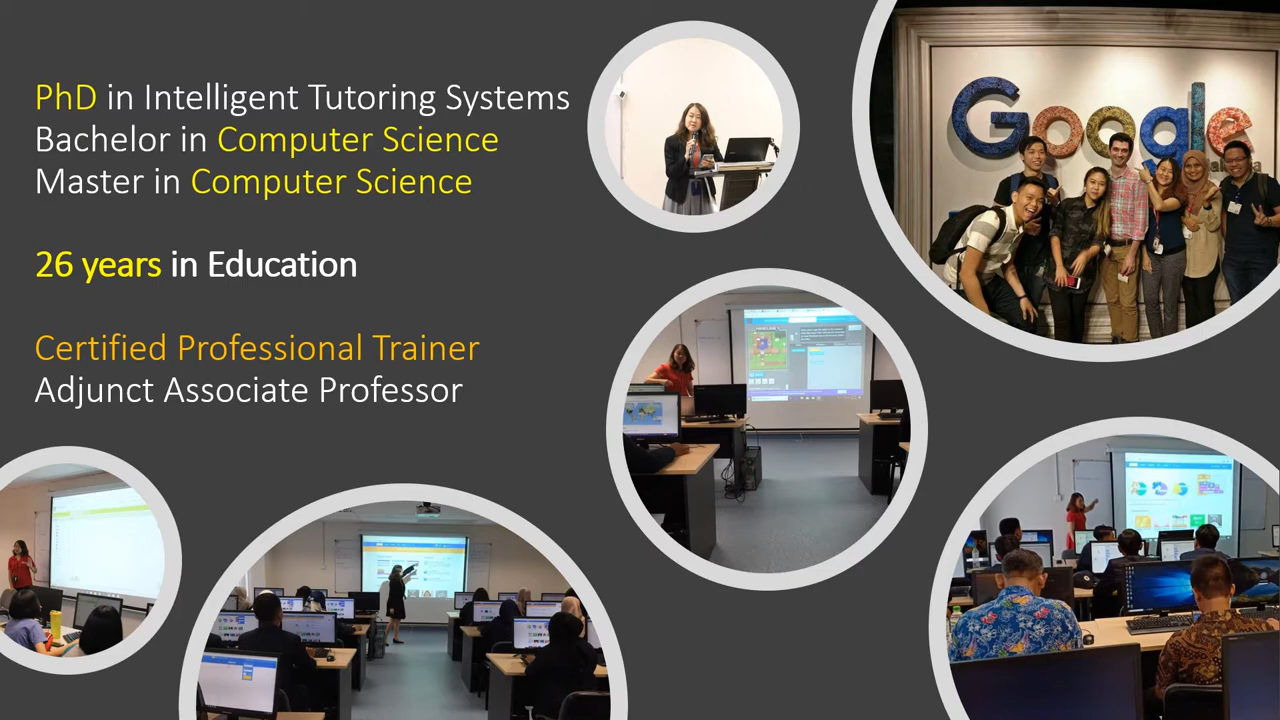 PhD in Intelligent Tutoring Systems
Bachelor in Computer Science
Master in Computer Science
26 years in Education
Certified Professional Trainer
Adjunct Associate Professor
Google